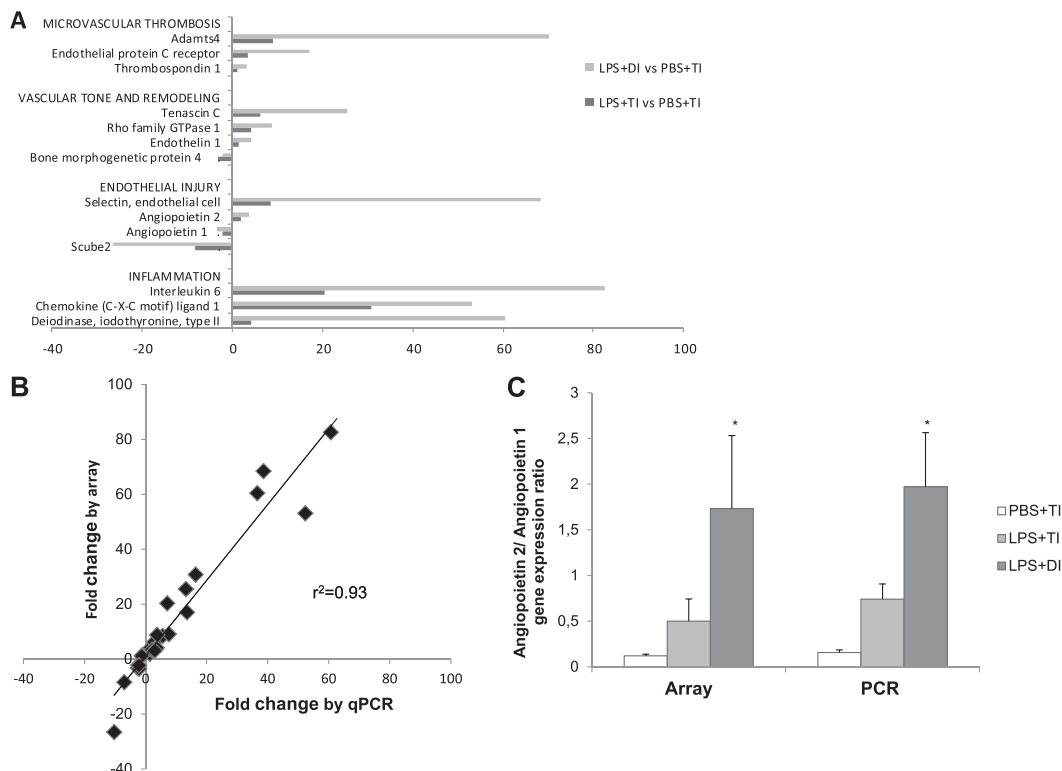 A
MICROVASCULAR THROMBOSIS
Adamts4
Endothelial protein C receptor
Thrombospondin 1
VASCULAR TONE AND REMODELING
Tenascin C
Rho family GTPase 1
Endothelin 1
Bone morphogenetic protein 4
ENDOTHELIAL INJURY
Selectin, endothelial cell
Angiopoietin 2
Angiopoietin 1
Scube2
INFLAMMATION
Interleukin 6
Chemokine (C-X-C motif) ligand 1
Deiodinase, iodothyronine, type II
-40 -20 0 20 40 60 80 100
LPS+DI vs PBS+TI
LPS+TI vs PBS+TI
B
Fold change by array
100
80
60
40
20
0
-20
-40
-40 -20 0 20 40 60 80 100
r²=0.93
Fold change by qPCR
C
Angiopoietin 2/ Angiopoietin 1
gene expression ratio
3
2,5
2
1,5
1
0,5
0
* *
Array PCR
PBS+TI
LPS+TI
LPS+DI